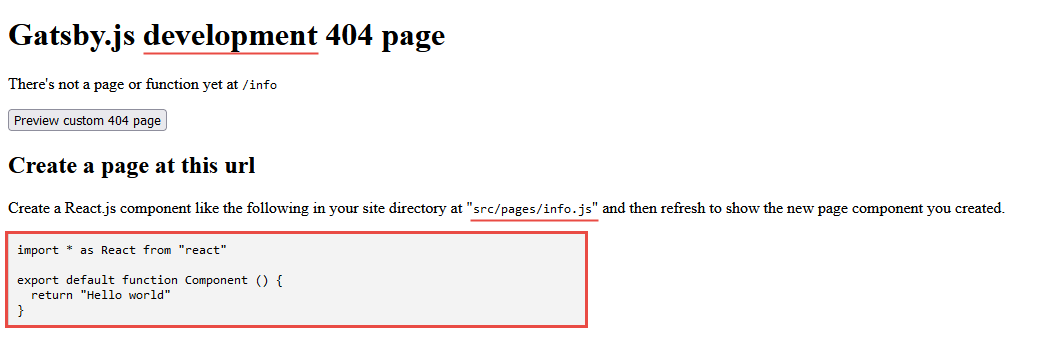 Gatsby.js development 404 page
There's not a page or function yet at /info
Preview custom 404 page
Create a page at this url
Create a React.js component like the following in your site directory at "src/pages/info.js" and then refresh to show the new page component you created.
import * as React from "react"
export default function Component () {
  return "Hello world"
}